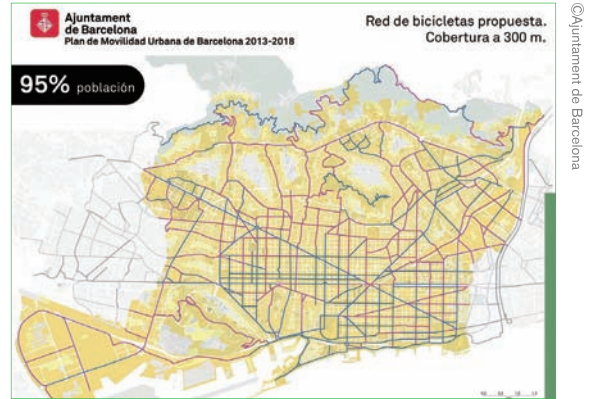 Ajuntament
de Barcelona
Plan de Movilidad Urbana de Barcelona 2013-2018
Red de bicicletas propuesta.
Cobertura a 300 m.
95% población
©Ajuntament de Barcelona